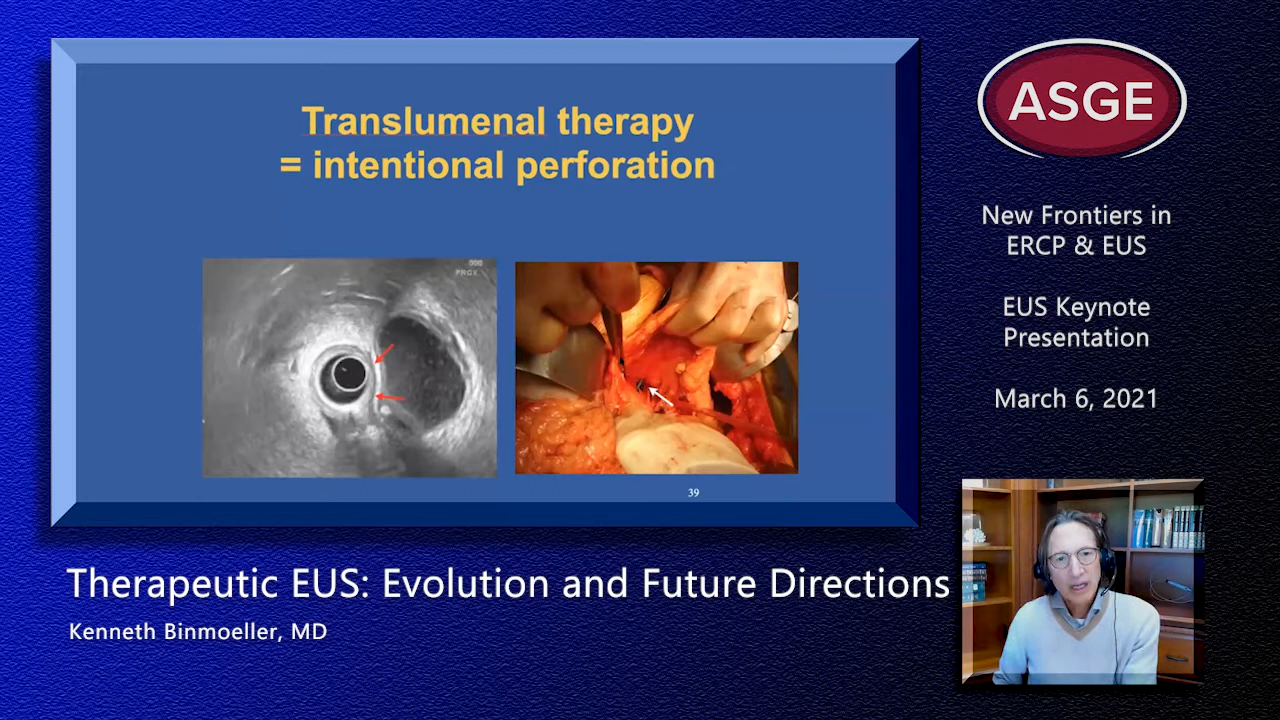 Translumenal therapy
= intentional perforation
PROX
39
ASGE
New Frontiers in
ERCP & EUS
EUS Keynote
Presentation
March 6, 2021
Therapeutic EUS: Evolution and Future Directions
Kenneth Binmoeller, MD